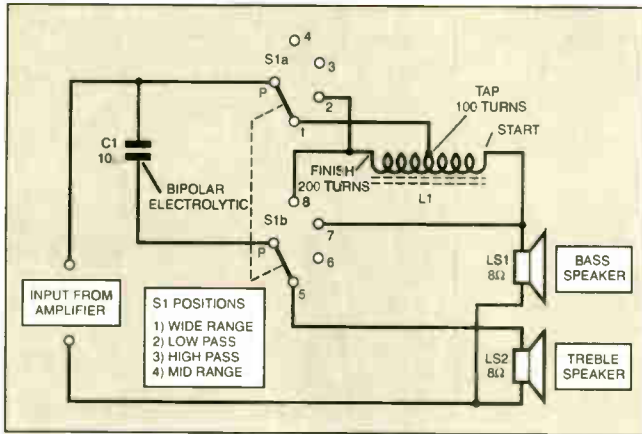 4
S1a
3
P
2
1
TAP
100 TURNS
START
C1
10
BIPOLAR
ELECTROLYTIC
FINISH
200 TURNS
L1
8
S1b
7
P
6
5
INPUT FROM
AMPLIFIER
S1 POSITIONS
1) WIDE RANGE
2) LOW PASS
3) HIGH PASS
4) MID RANGE
LS1
8Ω
BASS
SPEAKER
LS2
8Ω
TREBLE
SPEAKER